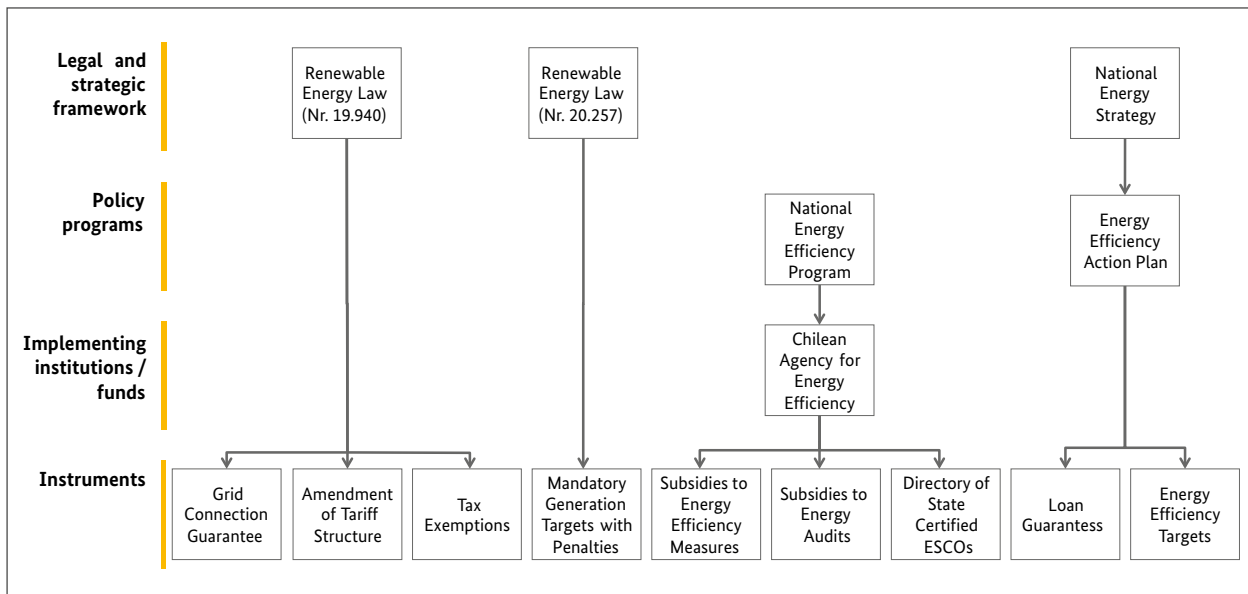 Legal and
strategic
framework
Renewable
Energy Law
(Nr. 19.940)
Renewable
Energy Law
(Nr. 20.257)
National
Energy
Strategy
Policy
programs
National
Energy
Efficiency
Program
Energy
Efficiency
Action Plan
Implementing
institutions /
funds
Chilean
Agency for
Energy
Efficiency
Instruments
Grid
Connection
Guarantee
Amendment
of Tariff
Structure
Tax
Exemptions
Mandatory
Generation
Targets with
Penalties
Subsidies to
Energy
Efficiency
Measures
Subsidies to
Energy
Audits
Directory of
State
Certified
ESCOs
Loan
Guarantess
Energy
Efficiency
Targets